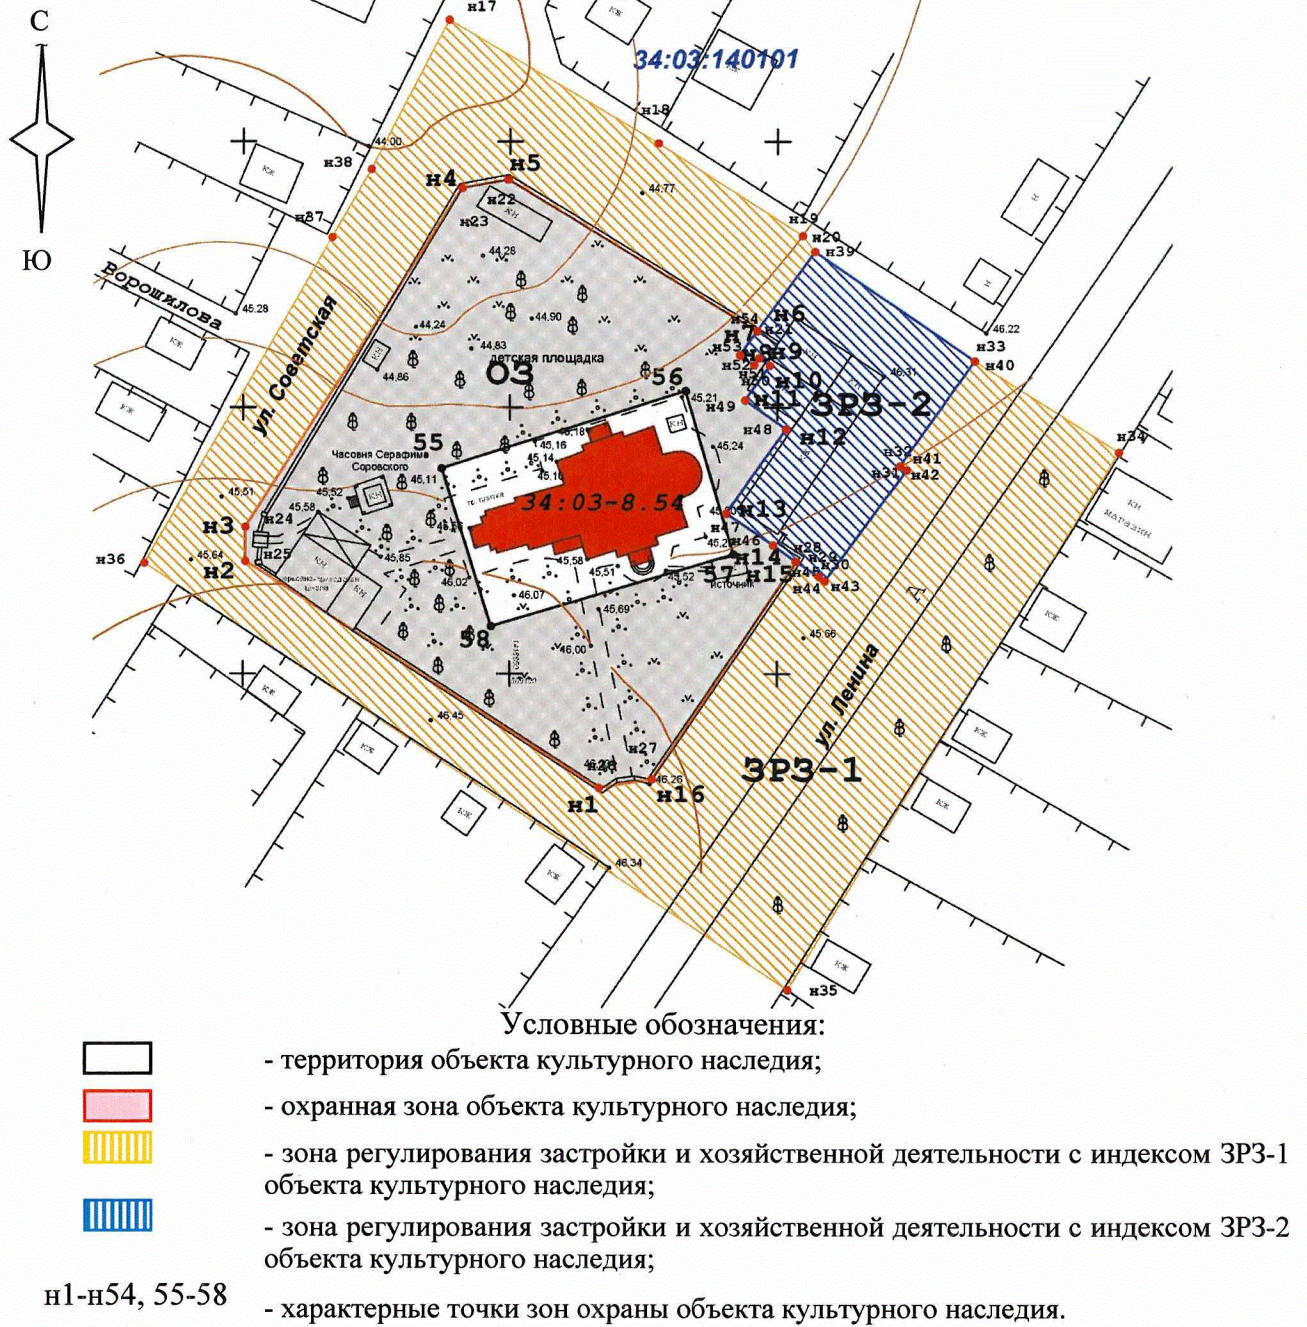 С
Ю
н17
34:03:140101
н18
44.00
н38
н5
н4
н22
44.77
н37
н23
н19
н20
н39
Ворошилова
44.28
45.28
44.24
44.90
н54
н6
н7
н21
46.22
н33
ул. Советская
44.83
детская площадка
н53
н9
н52
н40
44.86
ОЗ
56
н10
46.31
45.21
н49
н11
ЗРЗ-2
н48
н12
н34
55
45.16
45.24
Часовня Серафима
Соровского
45.14
45.11
н32
н41
н31
н42
45.51
45.52
45.58
34:03-8.54
н13
н3
н24
н47
магазин
н36
45.64
н25
45.85
н46
н14
н28
н2
45.58
45.51
45.52
57
н15
н30
источник
н44
н43
46.02
46.07
45.69
58
46.00
45.66
ул. Ленина
46.45
н27
ЗРЗ-1
46.26
н1
н16
46.34
н35
Условные обозначения:
- территория объекта культурного наследия;
- охранная зона объекта культурного наследия;
- зона регулирования застройки и хозяйственной деятельности с индексом ЗРЗ-1
объекта культурного наследия;
- зона регулирования застройки и хозяйственной деятельности с индексом ЗРЗ-2
объекта культурного наследия;
н1-н54, 55-58
- характерные точки зон охраны объекта культурного наследия.